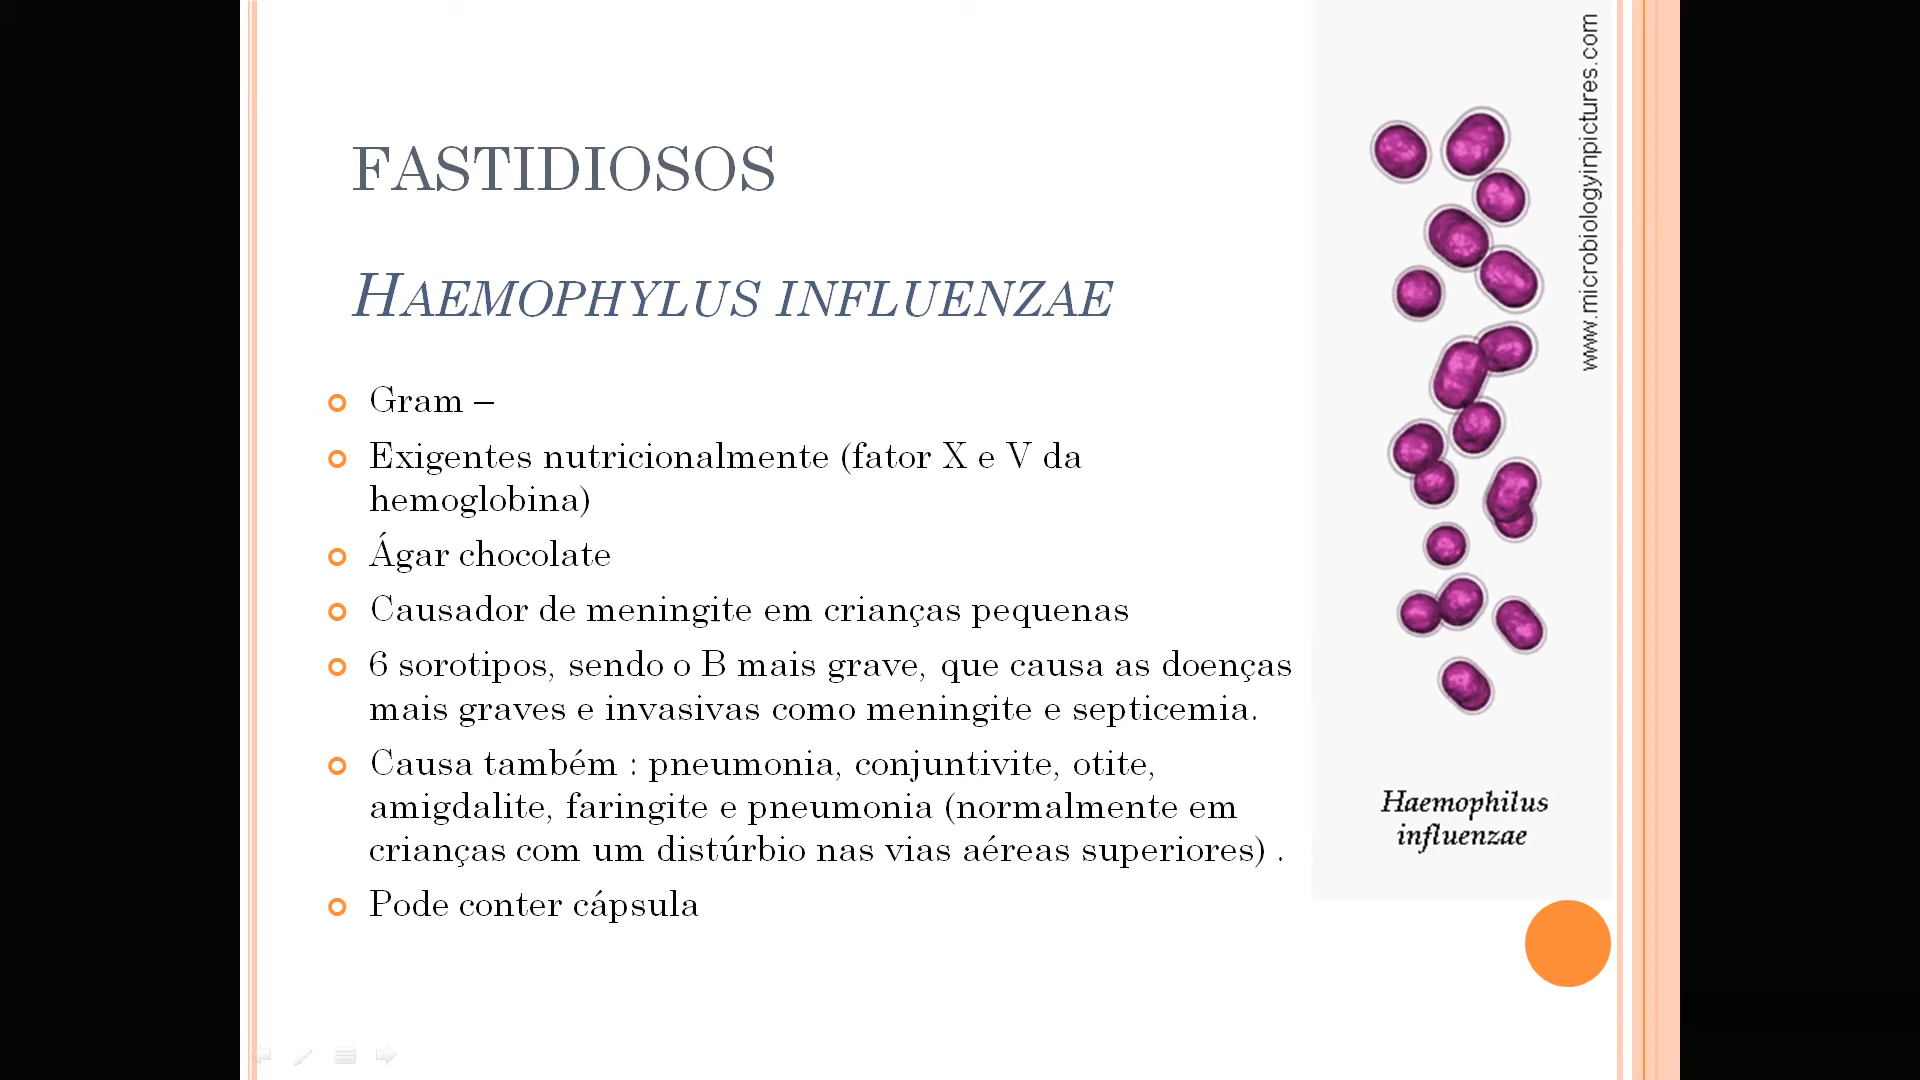 FASTIDIOSOS
HAEMOPHYLUS INFLUENZAE
Gram –
Exigentes nutricionalmente (fator X e V da
hemoglobina)
Ágar chocolate
Causador de meningite em crianças pequenas
6 sorotipos, sendo o B mais grave, que causa as doenças
mais graves e invasivas como meningite e septicemia.
Causa também : pneumonia, conjuntivite, otite,
amigdalite, faringite e pneumonia (normalmente em
crianças com um distúrbio nas vias aéreas superiores) .
Pode conter cápsula
www.microbiologyinpictures.com
Haemophilus
influenzae